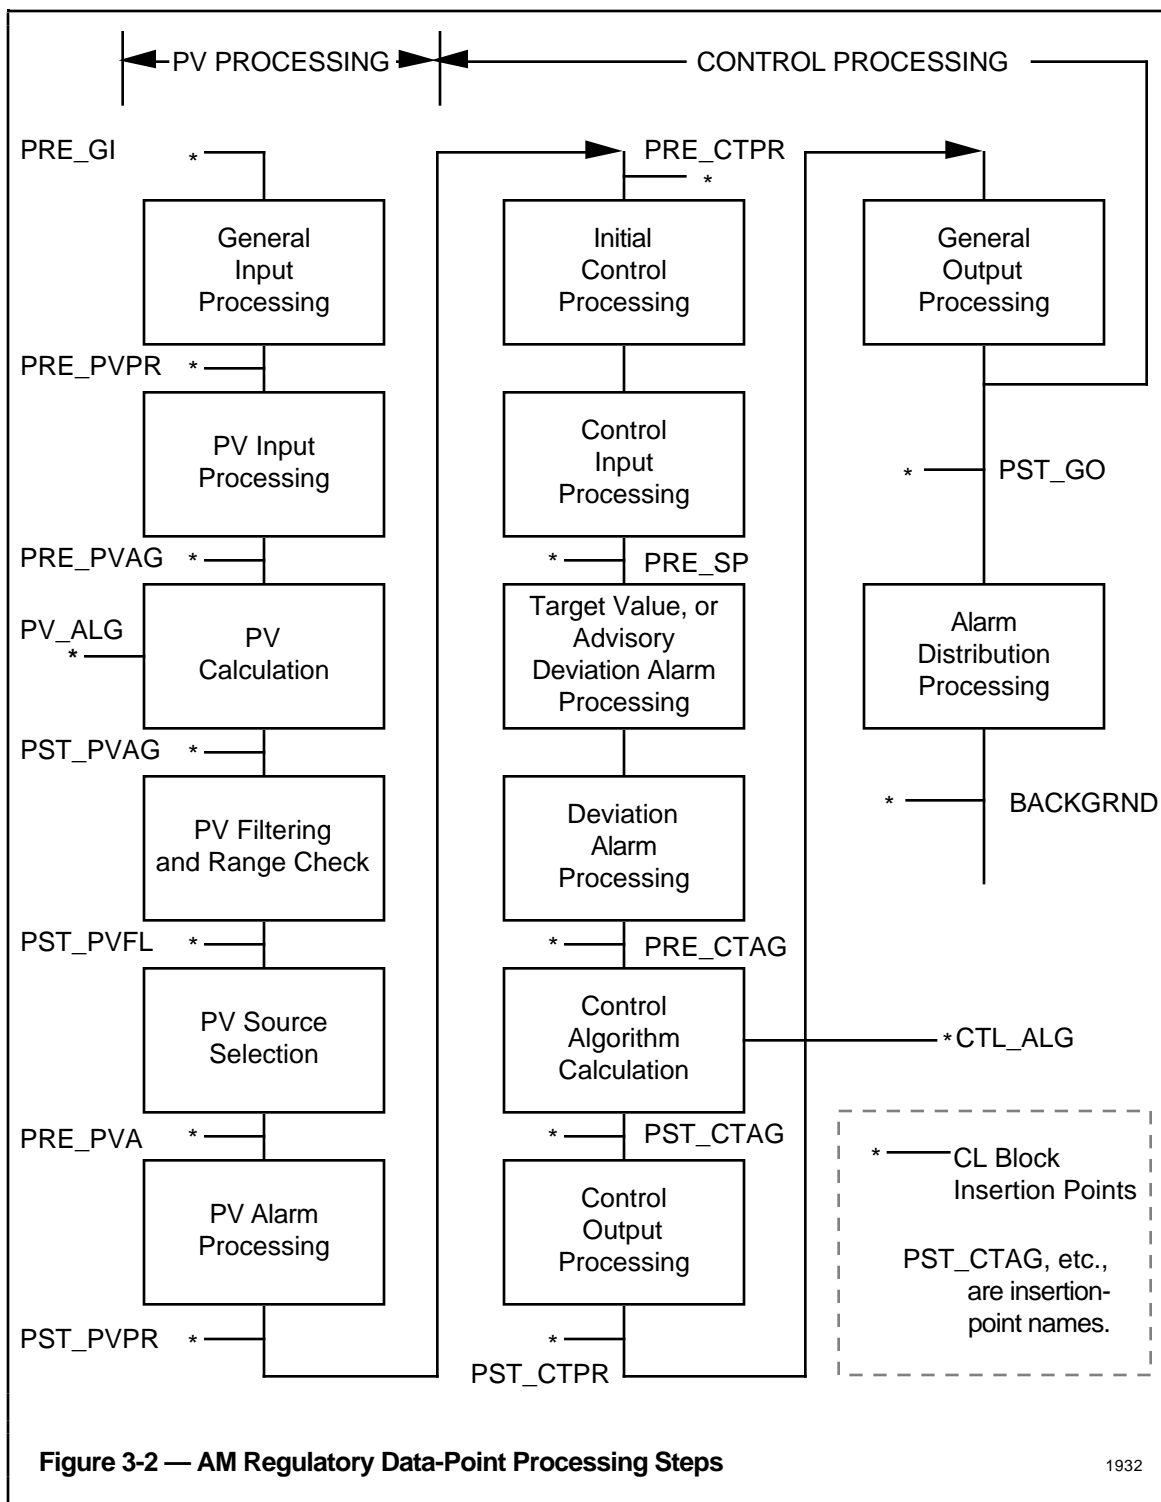 PV PROCESSING
CONTROL PROCESSING
PRE_GI
*
General
Input
Processing
PRE_PVPR
*
PV Input
Processing
PRE_PVAG
*
PV_ALG
*
PV
Calculation
PST_PVAG
*
PV Filtering
and Range Check
PST_PVFL
*
PV Source
Selection
PRE_PVA
*
PV Alarm
Processing
PST_PVPR
*
PRE_CTPR
*
Initial
Control
Processing
Control
Input
Processing
*
PRE_SP
Target Value, or
Advisory
Deviation Alarm
Processing
Deviation
Alarm
Processing
*
PRE_CTAG
Control
Algorithm
Calculation
*CTL_ALG
*
PST_CTAG
Control
Output
Processing
*
PST_CTPR
General
Output
Processing
*
PST_GO
Alarm
Distribution
Processing
*
BACKGRND
*
CL Block
Insertion Points
PST_CTAG, etc.,
are insertion-
point names.
Figure 3-2 — AM Regulatory Data-Point Processing Steps
1932